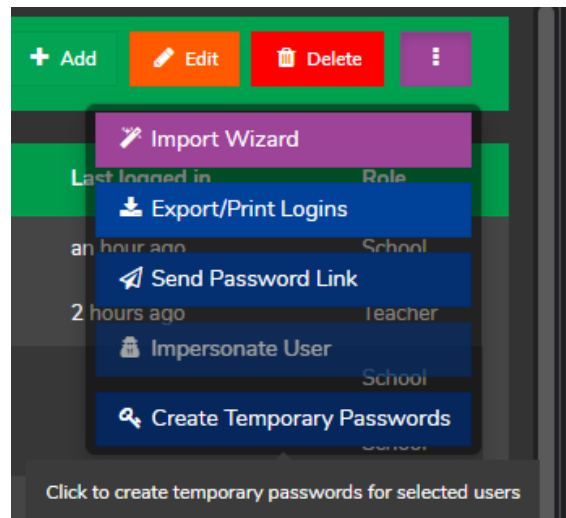 Add Edit Delete
Import Wizard
Last logged in Role
Export/Print Logins
an hour ago School
Send Password Link
2 hours ago Teacher
Impersonate User
School
Create Temporary Passwords
School
Click to create temporary passwords for selected users